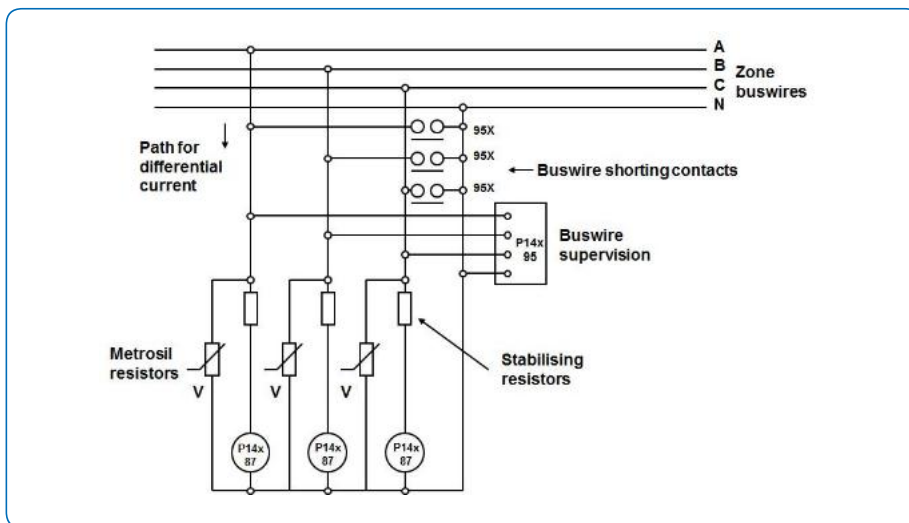 A
B
C
N
Zone
buswires
95X
95X
95X
Path for
differential
current
Buswire shorting contacts
P14x
95
Buswire
supervision
Metrosil
resistors
V
V
V
Stabilising
resistors
P14x
87
P14x
87
P14x
87